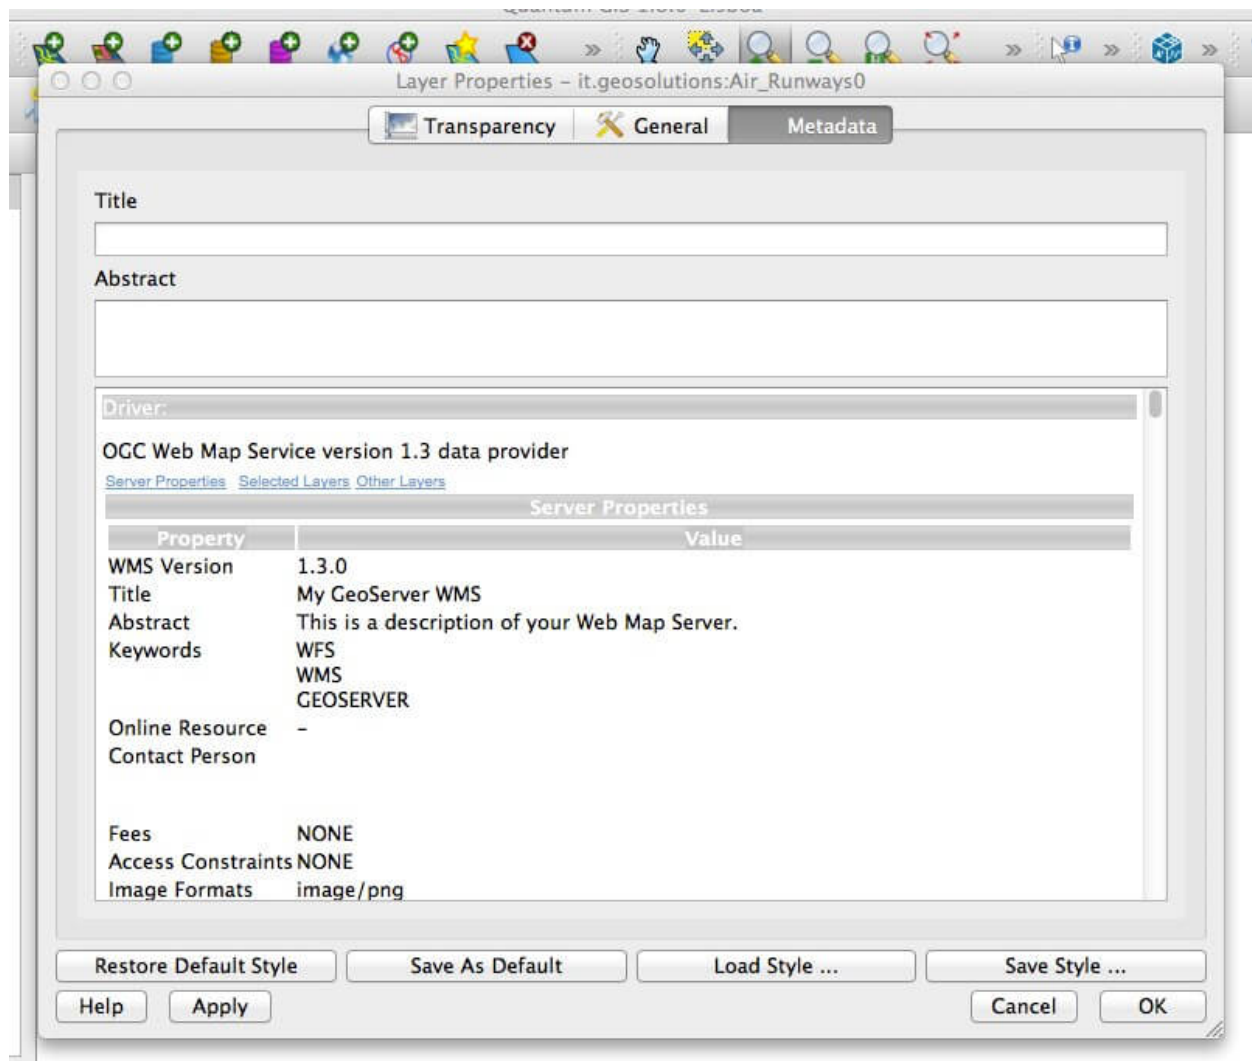 Layer Properties – it.geosolutions:Air_Runways0
Transparency General Metadata
Title
Abstract
Driver:
OGC Web Map Service version 1.3 data provider
Server Properties Selected Layers Other Layers
Server Properties
Property Value
WMS Version 1.3.0
Title My GeoServer WMS
Abstract This is a description of your Web Map Server.
Keywords WFS
WMS
GEOSERVER
Online Resource –
Contact Person
Fees NONE
Access Constraints NONE
Image Formats image/png
Restore Default Style Save As Default Load Style ... Save Style ...
Help Apply Cancel OK